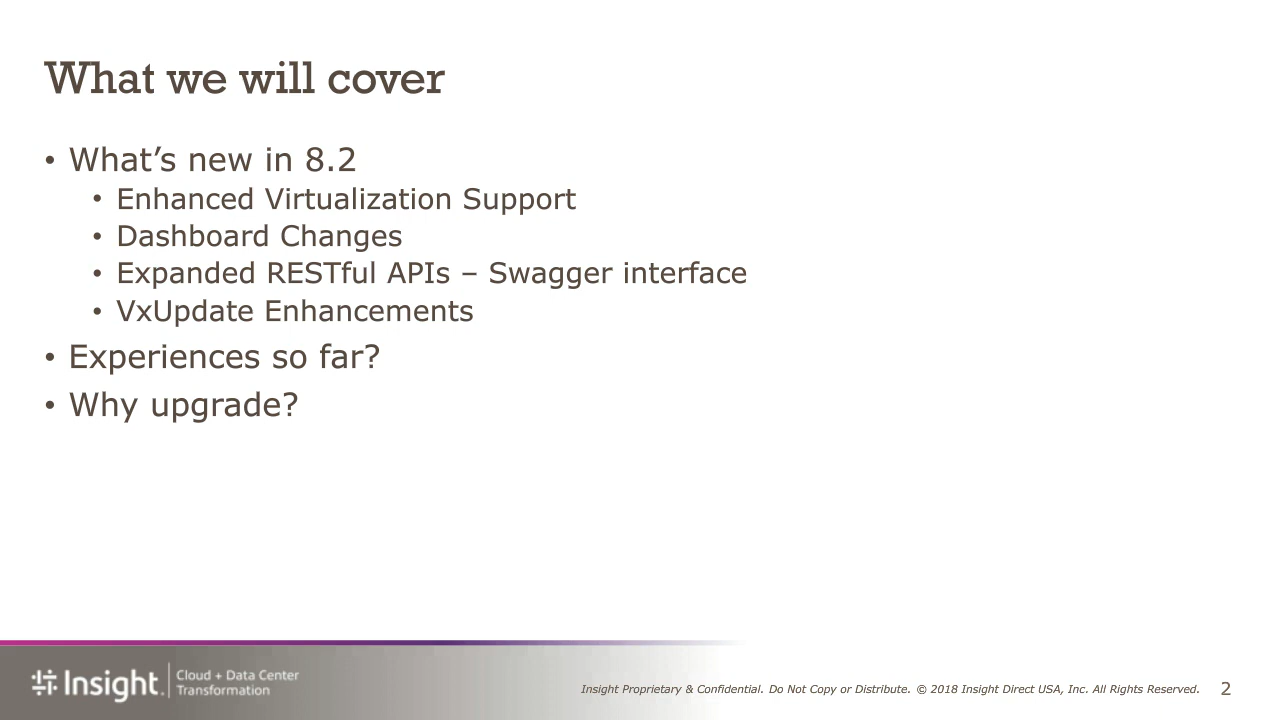 What we will cover
• What’s new in 8.2
• Enhanced Virtualization Support
• Dashboard Changes
• Expanded RESTful APIs – Swagger interface
• VxUpdate Enhancements
• Experiences so far?
• Why upgrade?
Insight.
Cloud + Data Center
Transformation
Insight Proprietary & Confidential. Do Not Copy or Distribute. © 2018 Insight Direct USA, Inc. All Rights Reserved.
2